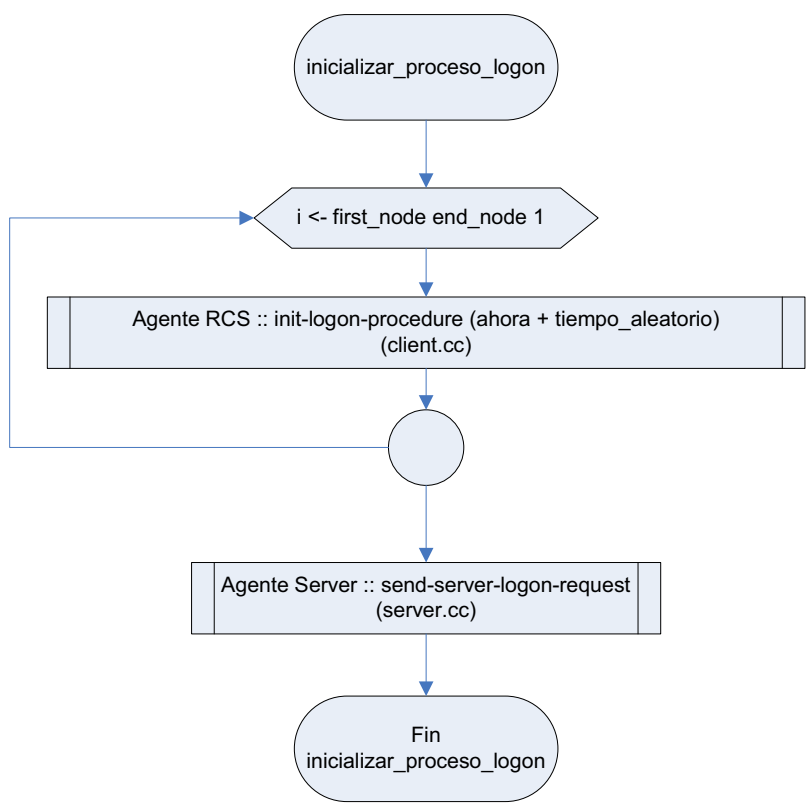 inicializar_proceso_logon
i <- first_node end_node 1
Agente RCS :: init-logon-procedure (ahora + tiempo_aleatorio)
(client.cc)
Agente Server :: send-server-logon-request
(server.cc)
Fin
inicializar_proceso_logon